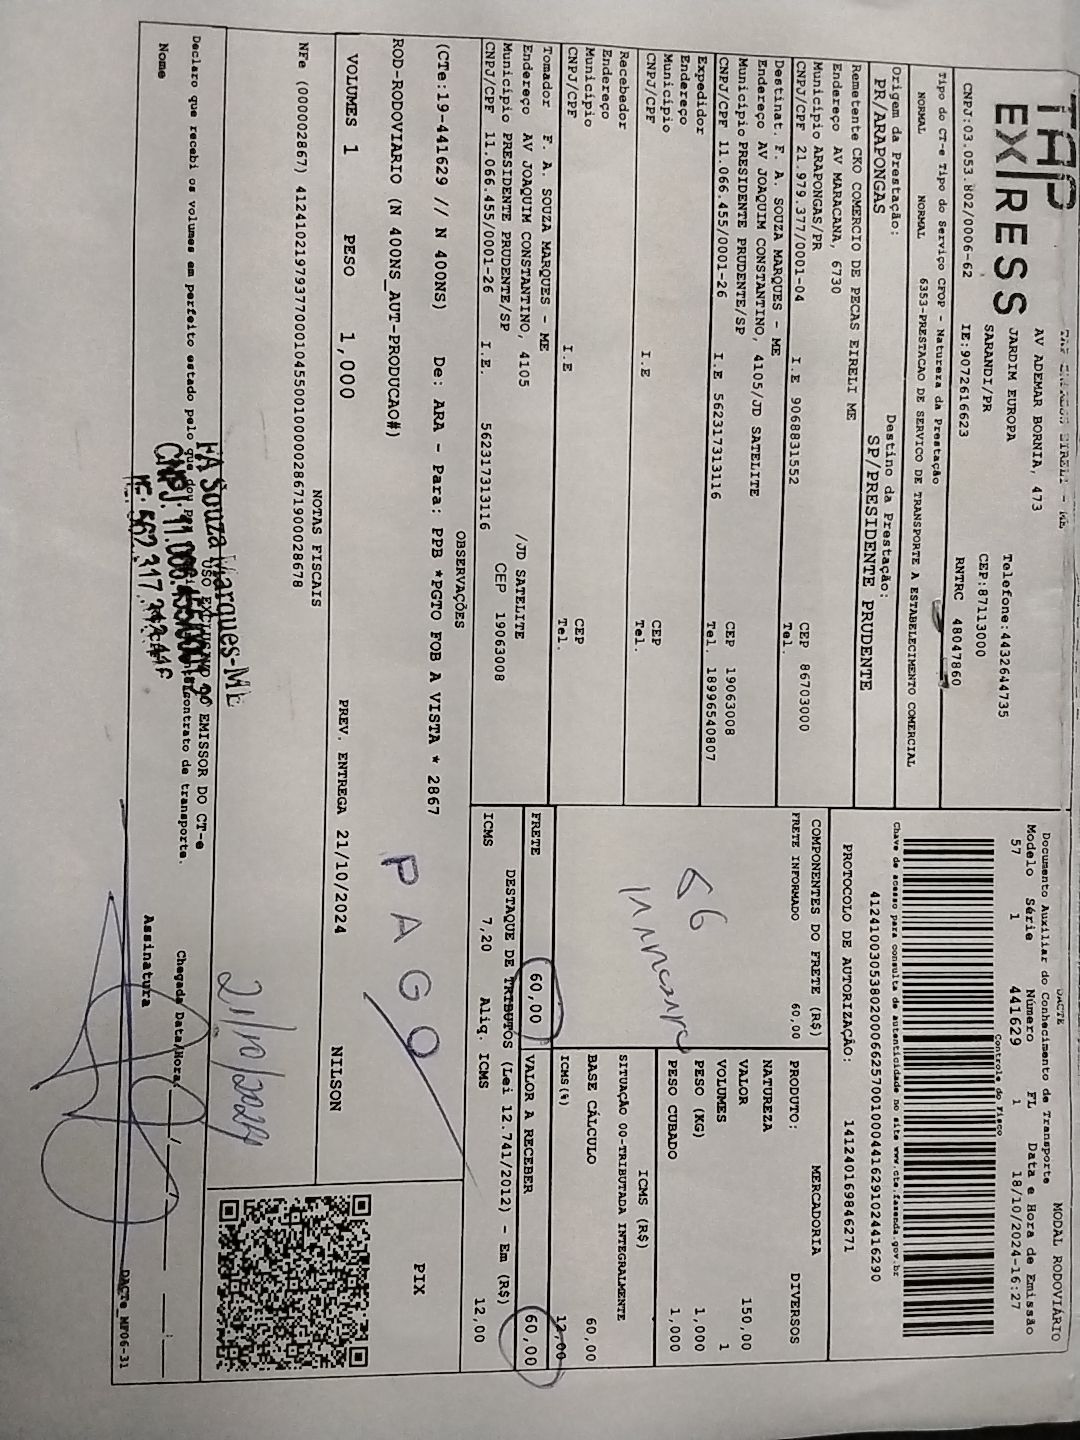 TAP
EXPRESS
TAP EXPRESS EIRELI - ME
AV ADEMAR BORNIA, 473
JARDIM EUROPA
SARANDI/PR
Telefone:4432644735
CEP:87113000
CNPJ:03.053.802/0006-62
IE:9072616623
RNTRC 48047860
Tipo do CT-e Tipo do Serviço CFOP - Natureza da Prestação
NORMAL NORMAL 6353-PRESTACAO DE SERVICO DE TRANSPORTE A ESTABELECIMENTO COMERCIAL
Origem da Prestação:
PR/ARAPONGAS
Destino da Prestação:
SP/PRESIDENTE PRUDENTE
DACTE
MODAL RODOVIÁRIO
Documento Auxiliar do Conhecimento de Transporte
Modelo Série Número FL Data e Hora de Emissão
57 1 441629 1 18/10/2024-16:27
Controle do Fisco
Chave de acesso para consulta de autenticidade no site www.cte.fazenda.gov.br
41241003053802000662570010004416291024416290
PROTOCOLO DE AUTORIZAÇÃO: 141240169846271
Remetente CKO COMERCIO DE PECAS EIRELI ME
Endereço AV MARACANA, 6730
Município ARAPONGAS/PR
CEP 86703000
CNPJ/CPF 21.979.377/0001-04
I.E 9068831552
Tel.
Destinat. F. A. SOUZA MARQUES - ME
Endereço AV JOAQUIM CONSTANTINO, 4105/JD SATELITE
Município PRESIDENTE PRUDENTE/SP
CEP 19063008
CNPJ/CPF 11.066.455/0001-26
I.E 562317313116
Tel. 18996540807
Expedidor
Endereço
Município
CEP
CNPJ/CPF
I.E
Tel.
Recebedor
Endereço
Município
CEP
CNPJ/CPF
I.E
Tel.
Tomador F. A. SOUZA MARQUES - ME
Endereço AV JOAQUIM CONSTANTINO, 4105
/JD SATELITE
Município PRESIDENTE PRUDENTE/SP
CEP 19063008
CNPJ/CPF 11.066.455/0001-26
I.E. 562317313116
COMPONENTES DO FRETE (R$)
FRETE INFORMADO 60,00
66
PRODUTO: MERCADORIA DIVERSOS
NATUREZA
VALOR 150,00
VOLUMES 1
PESO (KG) 1,000
PESO CUBADO 1,000
ICMS (R$)
SITUAÇÃO 00-TRIBUTADA INTEGRALMENTE
BASE CÁLCULO 60,00
ICMS(%) 12,00
FRETE 60,00
VALOR A RECEBER 60,00
DESTAQUE DE TRIBUTOS (Lei 12.741/2012) - Em (R$)
ICMS 7,20 Aliq. ICMS 12,00
OBSERVAÇÕES
(CTe:19-441629 // N 400NS) De: ARA - Para: PPB *PGTO FOB A VISTA * 2867
ROD-RODOVIARIO (N 400NS_AUT-PRODUCAO#)
PAGO
PIX
VOLUMES 1 PESO 1,000 PREV. ENTREGA 21/10/2024 NILSON
NOTAS FISCAIS
NFe (000002867) 41241021979377000104550010000028671900028678
21/10/2024
FA Souza Marques-ME
USO EXCLUSIVO DO EMISSOR DO CT-e
Declaro que recebi os volumes em perfeito estado pelo que dou contrato de transporte.
Nome
Assinatura
Chegada Data/Hora: __/__/__ __:__
DACTe_MP06-31